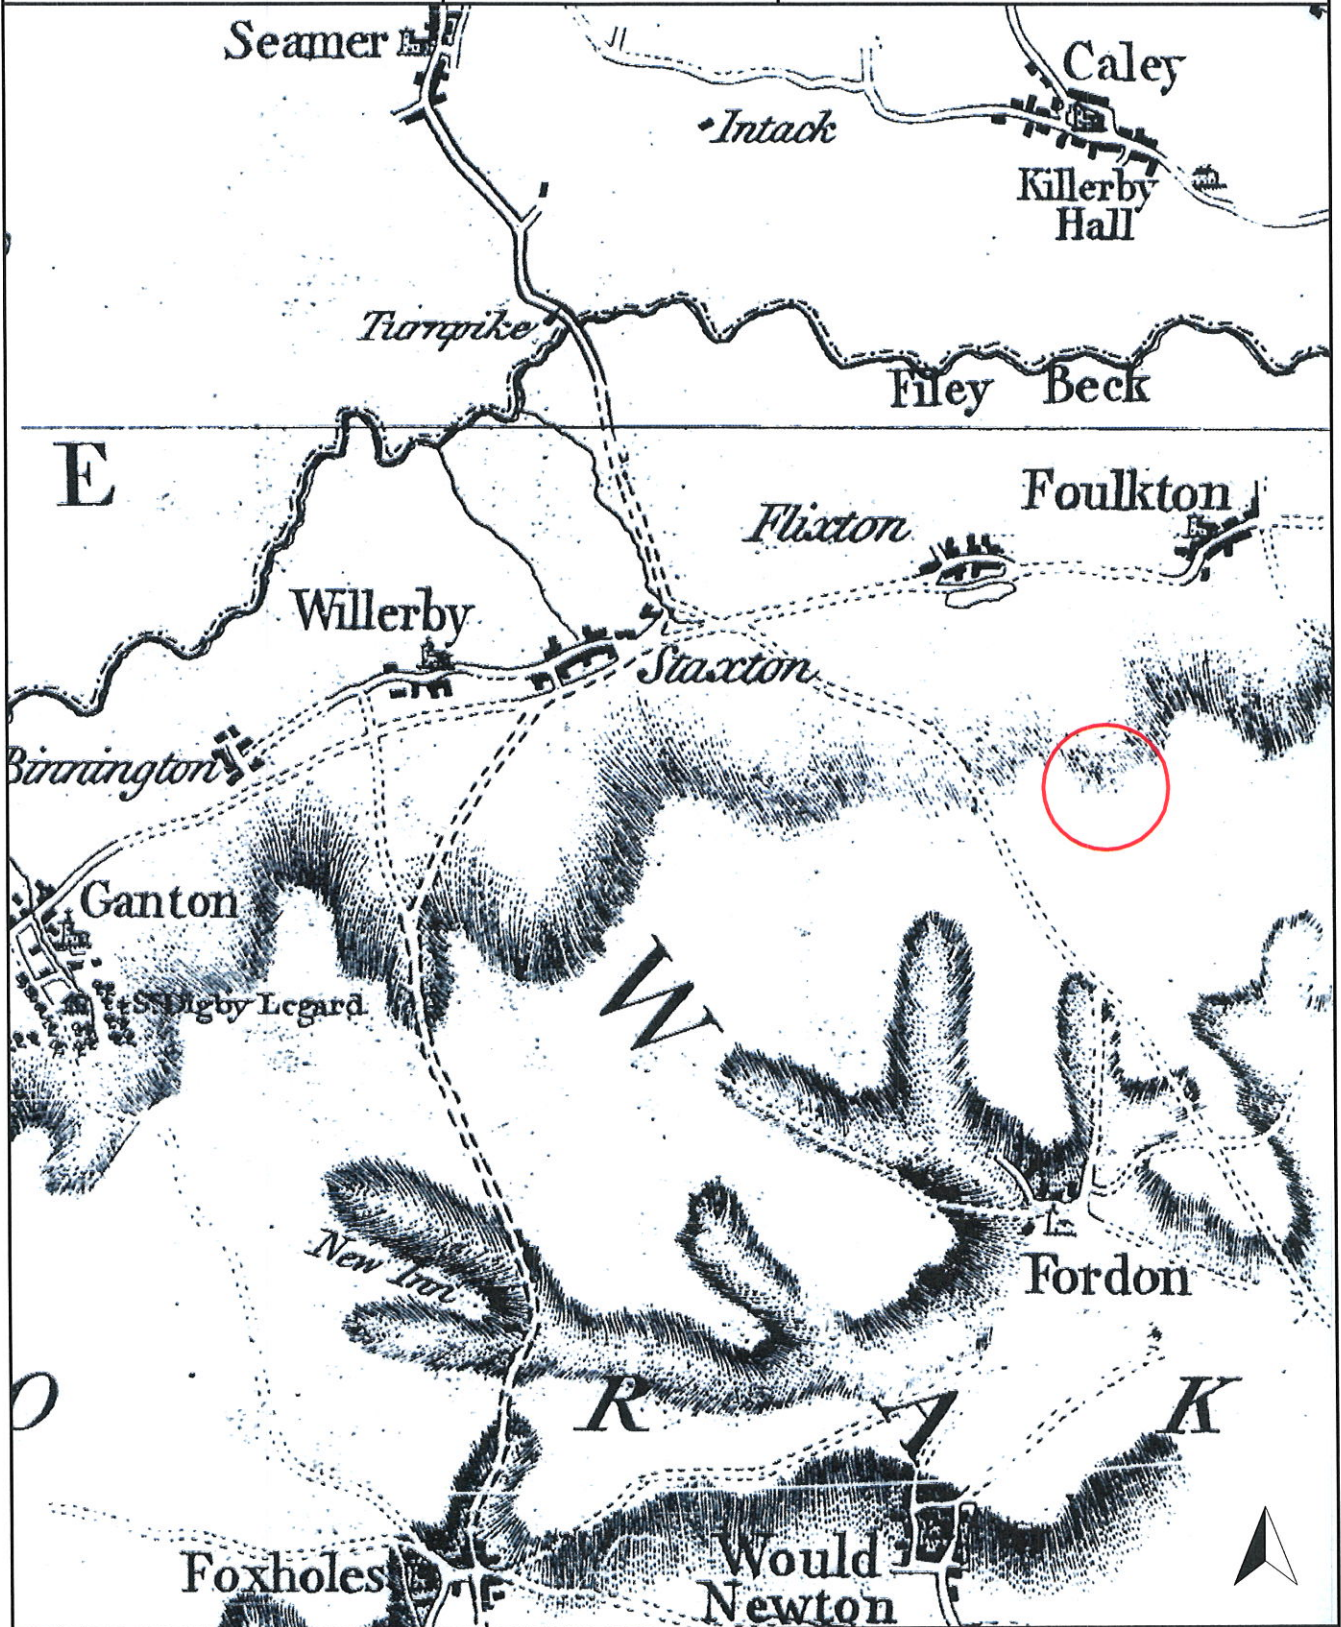 Seamer
Caley
Intack
Killerby
Hall
Turnpike
Filey Beck
E
Foulkton
Flixton
Willerby
Staxton
Binnington
Ganton
W
Sr. Digby Legard
New Inn
Fordon
O
R
A
K
Foxholes
Would
Newton